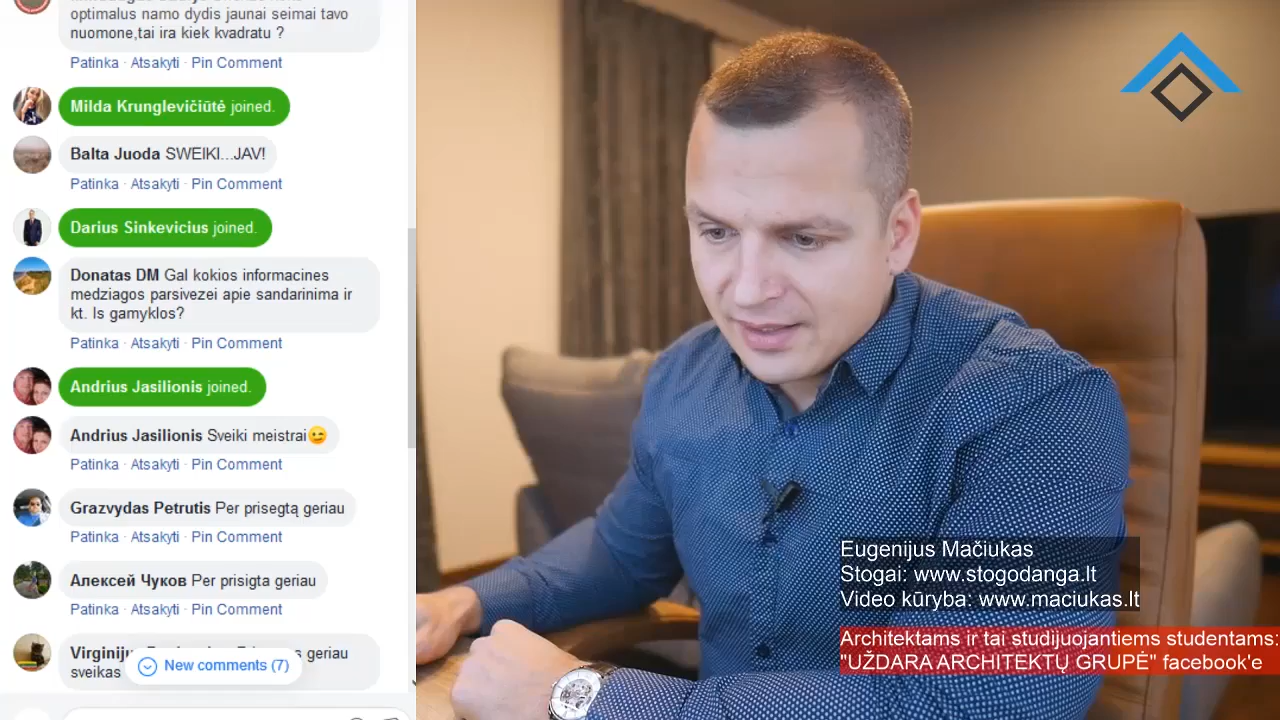 optimalus namo dydis jaunai seimai tavo
nuomone,tai ira kiek kvadratu ?
Patinka · Atsakyti · Pin Comment
Milda Krunglevičiūtė joined.
Balta Juoda SWEIKI...JAV!
Patinka · Atsakyti · Pin Comment
Darius Sinkevicius joined.
Donatas DM Gal kokios informacines
medziagos parsivezei apie sandarinima ir
kt. Is gamyklos?
Patinka · Atsakyti · Pin Comment
Andrius Jasilionis joined.
Andrius Jasilionis Sveiki meistrai😉
Patinka · Atsakyti · Pin Comment
Grazvydas Petrutis Per prisegtą geriau
Patinka · Atsakyti · Pin Comment
Алексей Чуков Per prisigta geriau
Patinka · Atsakyti · Pin Comment
geriau
sveikas
New comments (7)
Eugenijus Mačiukas
Stogai: www.stogodanga.lt
Video kūryba: www.maciukas.lt
Architektams ir tai studijuojantiems studentams:
"UŽDARA ARCHITEKTŲ GRUPĖ" facebook'e